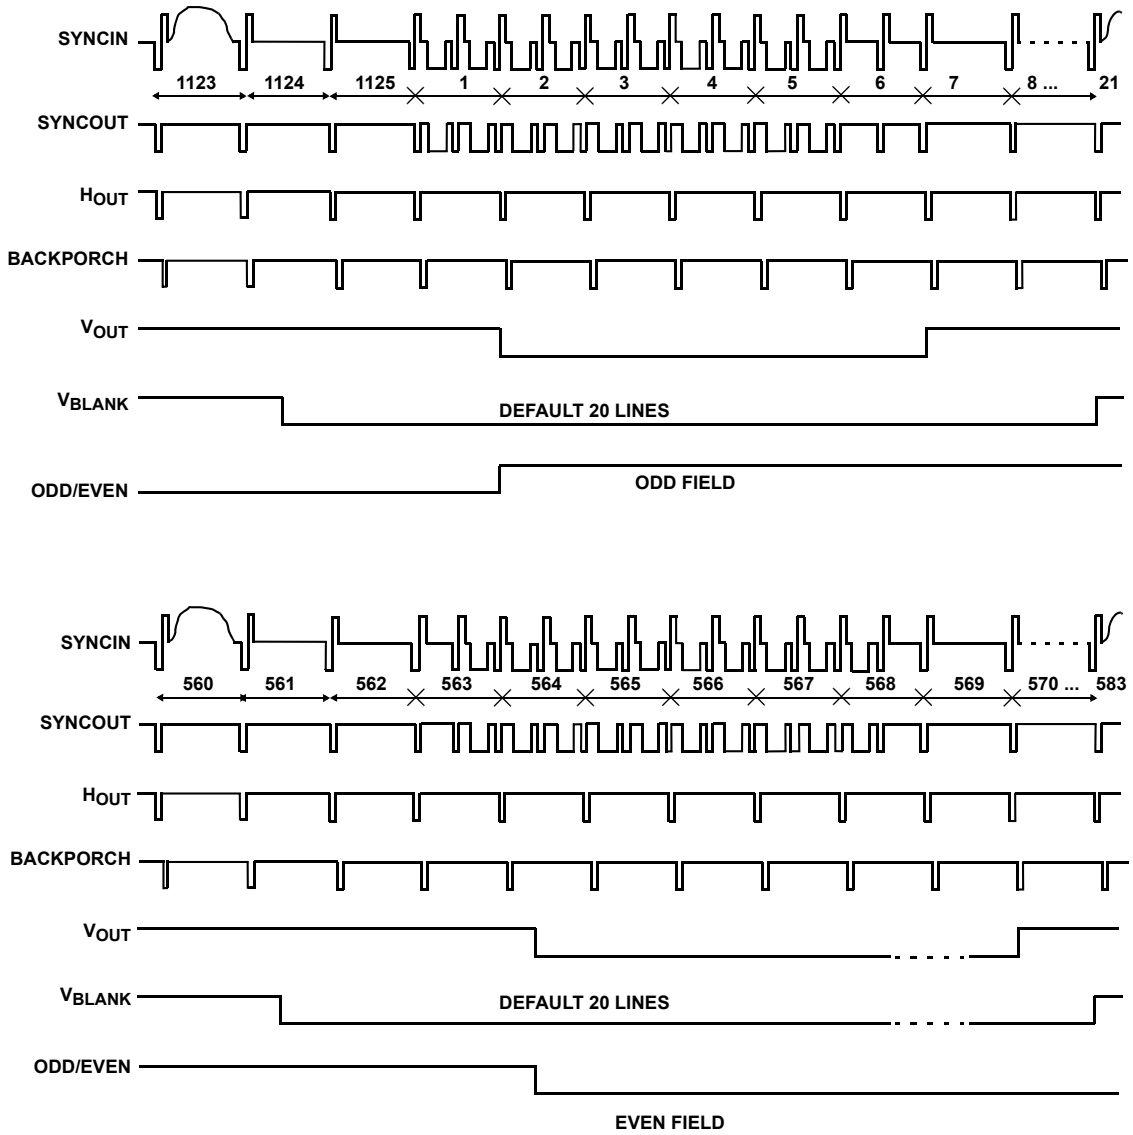 SYNCIN
1123 1124 1125 1 2 3 4 5 6 7 8 ... 21
SYNCOUT
HOUT
BACKPORCH
VOUT
VBLANK
DEFAULT 20 LINES
ODD/EVEN
ODD FIELD
SYNCIN
560 561 562 563 564 565 566 567 568 569 570 ... 583
SYNCOUT
HOUT
BACKPORCH
VOUT
VBLANK
DEFAULT 20 LINES
ODD/EVEN
EVEN FIELD